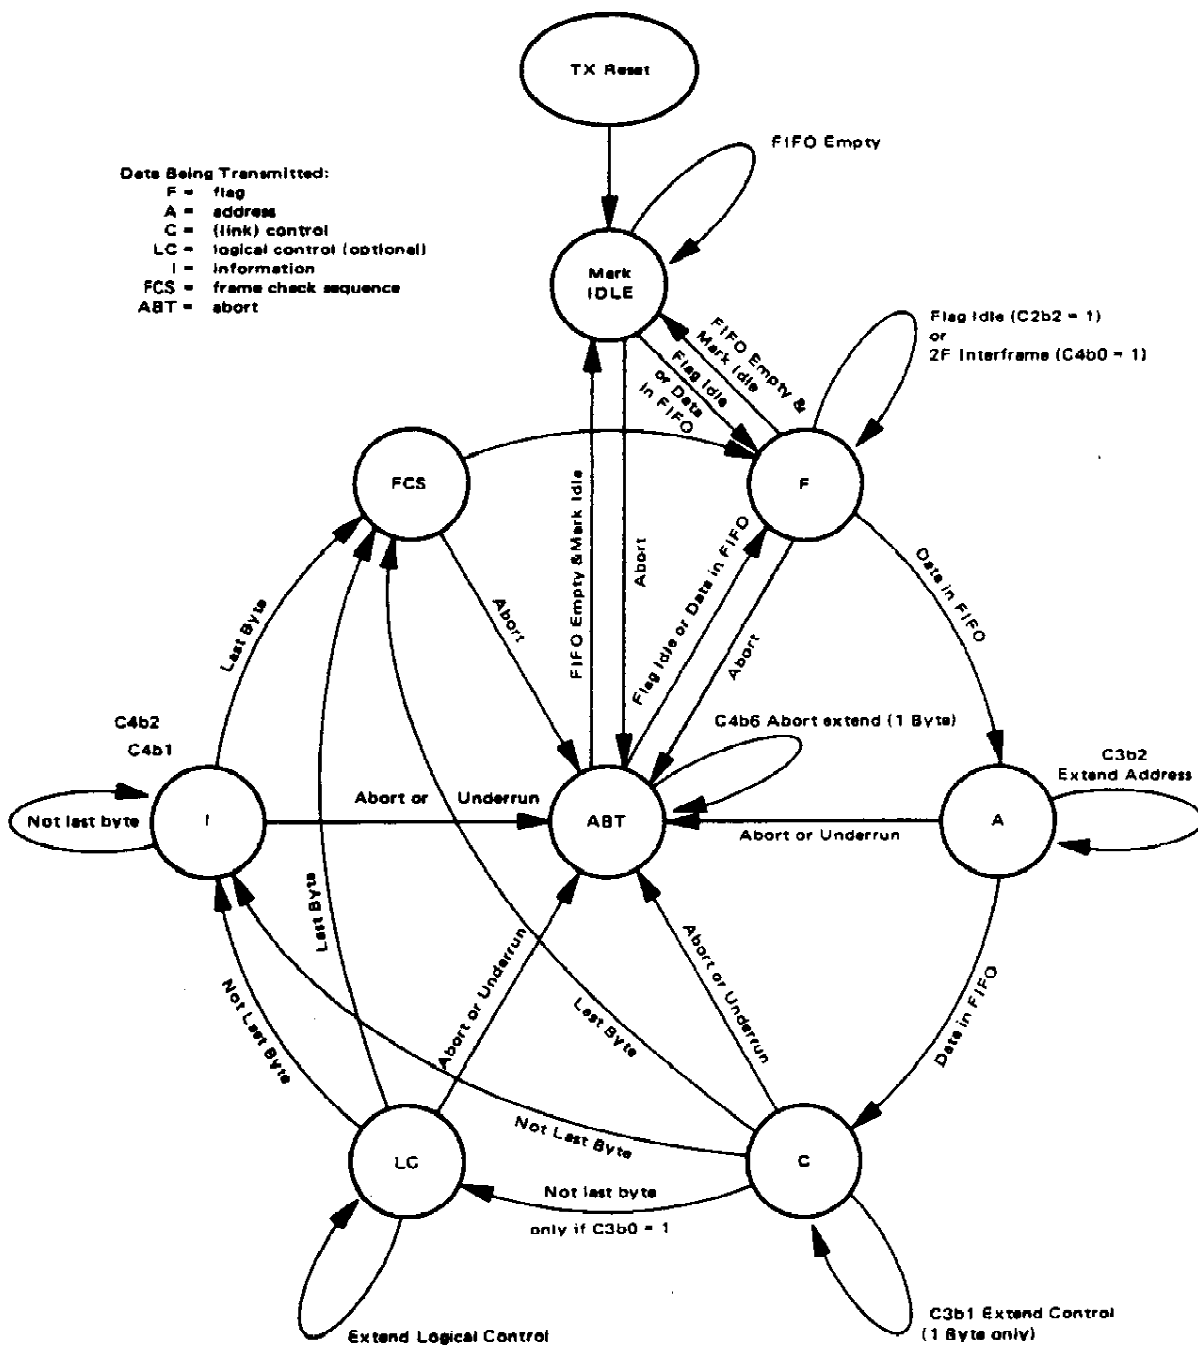 TX Reset
FIFO Empty
Data Being Transmitted:
F = flag
A = address
C = (link) control
LC = logical control (optional)
I = information
FCS = frame check sequence
ABT = abort
Mark
IDLE
Flag Idle (C2b2 = 1)
or
2F Interframe (C4b0 = 1)
FIFO Empty &
Mark Idle
Flag Idle
or Data
in FIFO
FCS
F
FIFO Empty & Mark Idle
Abort
Flag Idle or Data in FIFO
Abort
Abort
Data in FIFO
Last Byte
C4b2
C4b1
C4b6 Abort extend (1 Byte)
C3b2
Extend Address
Not last byte
I
Abort or Underrun
ABT
Abort or Underrun
A
Last Byte
Abort or Underrun
Abort or Underrun
Last Byte
Not Last Byte
Data in FIFO
Not Last Byte
LC
C
Not last byte
only if C3b0 = 1
Extend Logical Control
C3b1 Extend Control
(1 Byte only)